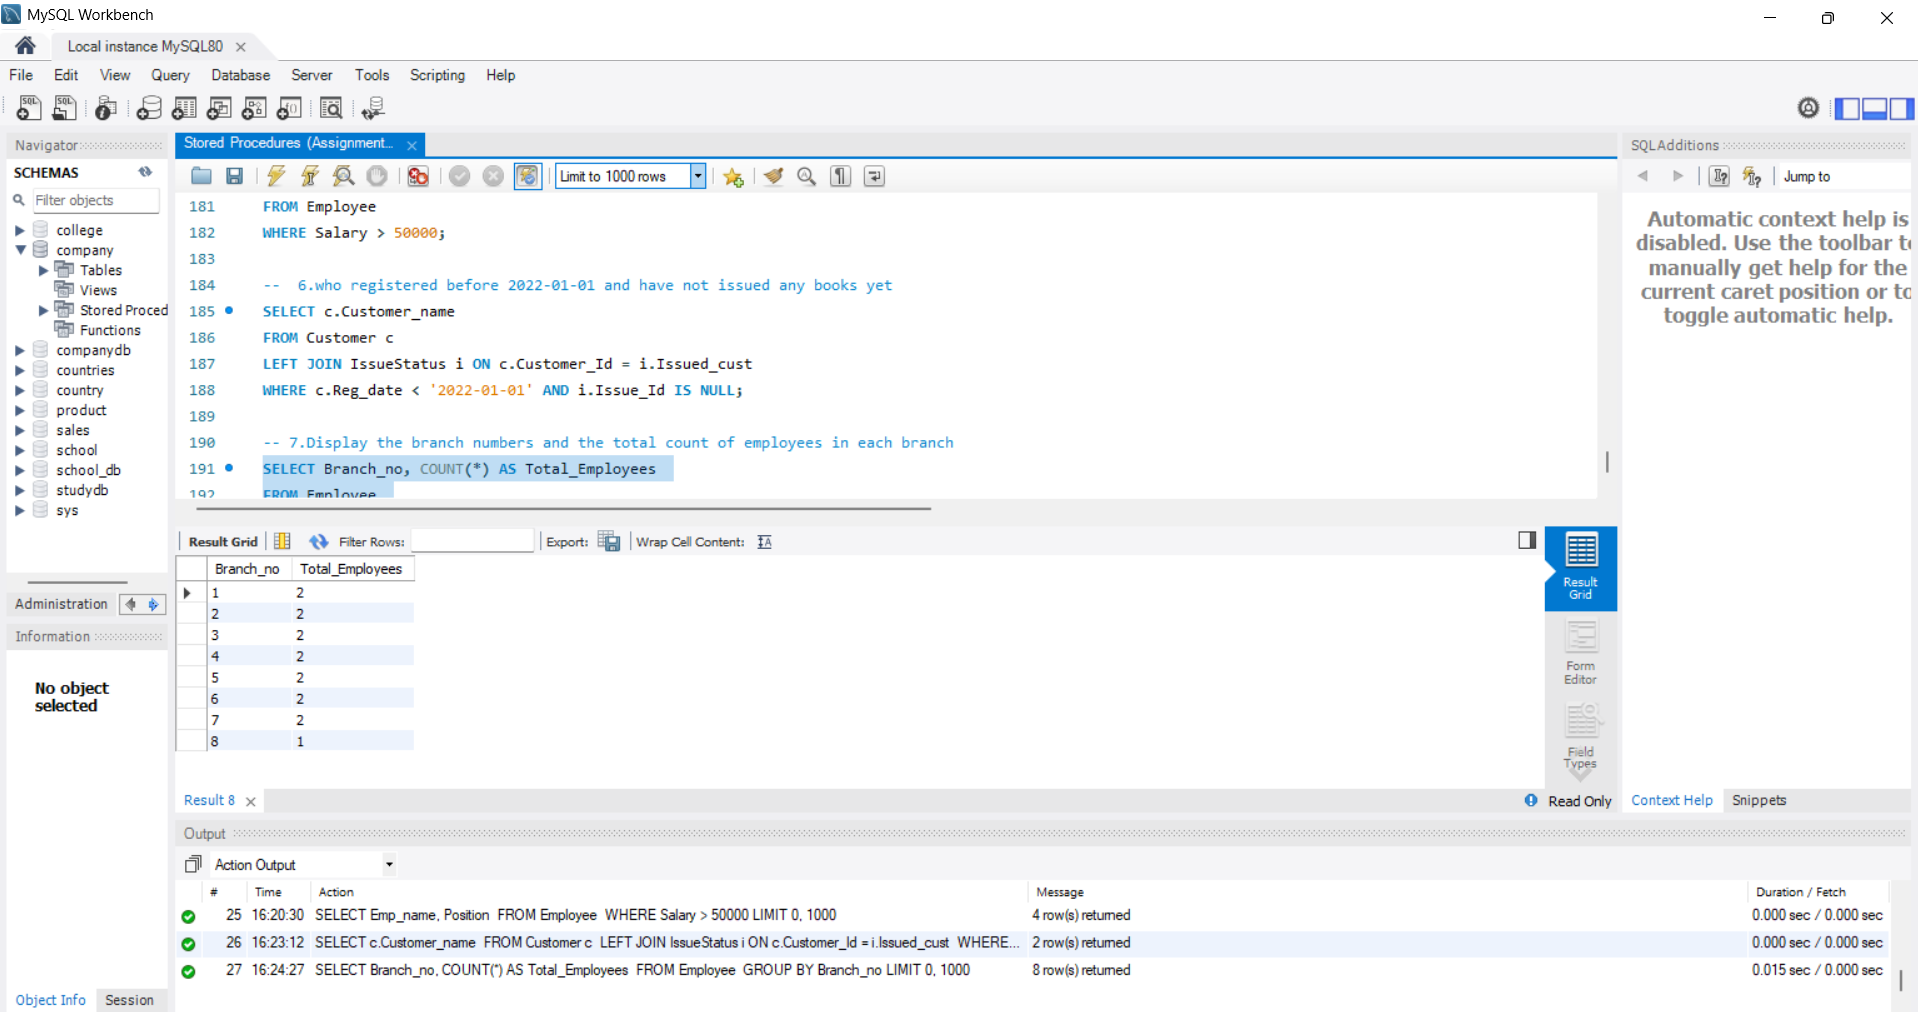 MySQL Workbench
Local instance MySQL80
File Edit View Query Database Server Tools Scripting Help
Navigator
SCHEMAS
Filter objects
college
company
Tables
Views
Stored Proced
Functions
companydb
countries
country
product
sales
school
school_db
studydb
sys
Administration
Information
No object
selected
Object Info Session
Stored Procedures (Assignment...
Limit to 1000 rows
181 FROM Employee
182 WHERE Salary > 50000;
183
184 -- 6.who registered before 2022-01-01 and have not issued any books yet
185 SELECT c.Customer_name
186 FROM Customer c
187 LEFT JOIN IssueStatus i ON c.Customer_Id = i.Issued_cust
188 WHERE c.Reg_date < '2022-01-01' AND i.Issue_Id IS NULL;
189
190 -- 7.Display the branch numbers and the total count of employees in each branch
191 SELECT Branch_no, COUNT(*) AS Total_Employees
192 FROM Employee
Result Grid Filter Rows: Export: Wrap Cell Content:
Branch_no Total_Employees
1 2
2 2
3 2
4 2
5 2
6 2
7 2
8 1
Result
Grid
Form
Editor
Field
Types
Result 8
Read Only
SQLAdditions
Jump to
Automatic context help is
disabled. Use the toolbar to
manually get help for the
current caret position or to
toggle automatic help.
Context Help Snippets
Output
Action Output
# Time Action Message Duration / Fetch
25 16:20:30 SELECT Emp_name, Position FROM Employee WHERE Salary > 50000 LIMIT 0, 1000 4 row(s) returned 0.000 sec / 0.000 sec
26 16:23:12 SELECT c.Customer_name FROM Customer c LEFT JOIN IssueStatus i ON c.Customer_Id = i.Issued_cust WHERE... 2 row(s) returned 0.000 sec / 0.000 sec
27 16:24:27 SELECT Branch_no, COUNT(*) AS Total_Employees FROM Employee GROUP BY Branch_no LIMIT 0, 1000 8 row(s) returned 0.015 sec / 0.000 sec